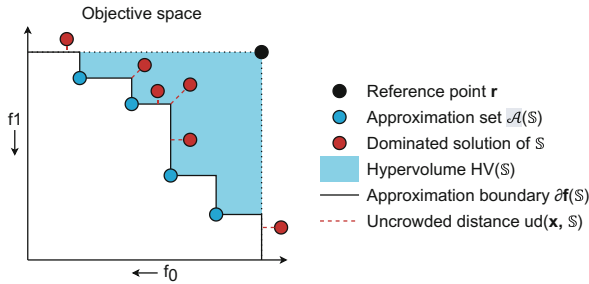 Objective space
f1
f0
Reference point r
Approximation set 𝒜(𝕊)
Dominated solution of 𝕊
Hypervolume HV(𝕊)
Approximation boundary ∂f(𝕊)
Uncrowded distance ud(x, 𝕊)